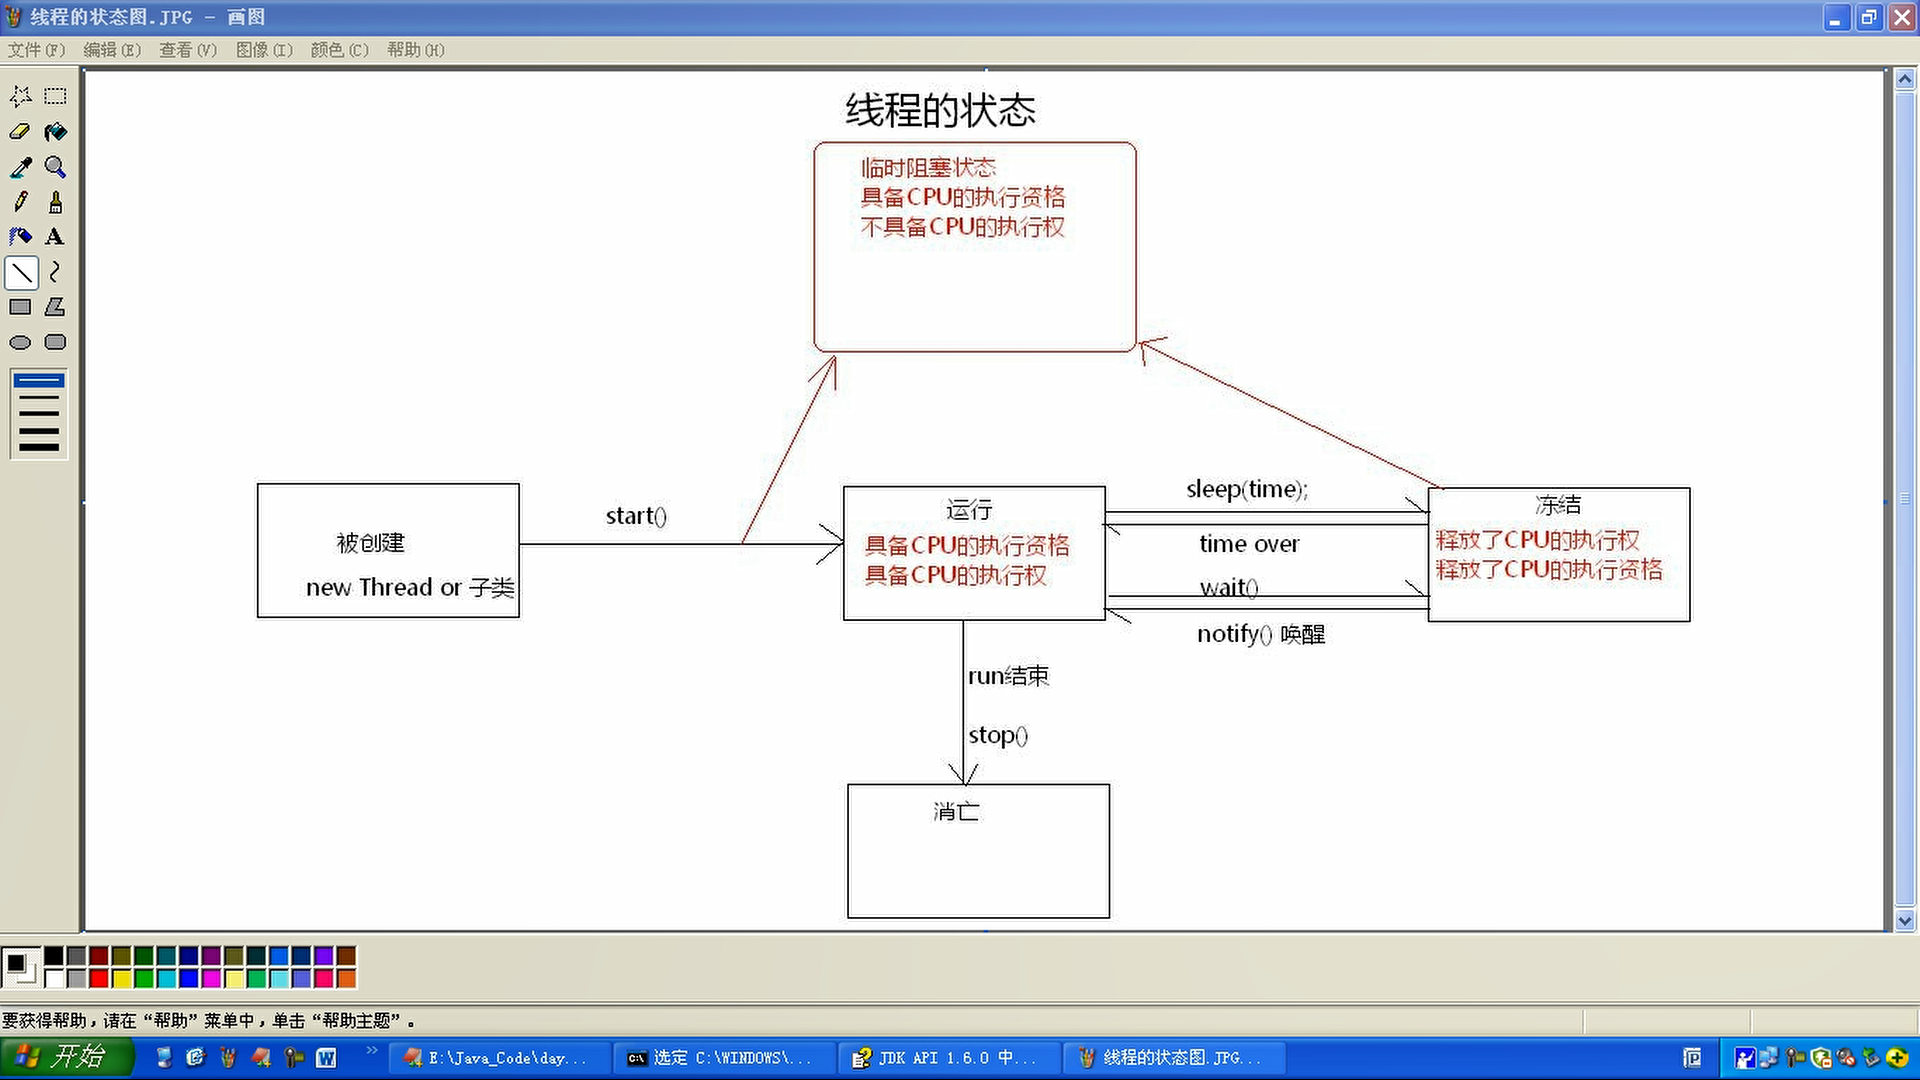 线程的状态图.JPG - 画图
文件(F) 编辑(E) 查看(V) 图像(I) 颜色(C) 帮助(H)
线程的状态
临时阻塞状态
具备CPU的执行资格
不具备CPU的执行权
被创建
new Thread or 子类
start()
运行
具备CPU的执行资格
具备CPU的执行权
sleep(time);
time over
wait()
notify() 唤醒
冻结
释放了CPU的执行权
释放了CPU的执行资格
run结束
stop()
消亡
要获得帮助，请在“帮助”菜单中，单击“帮助主题”。
开始
E:\Java_Code\day...
选定 C:\WINDOWS\...
JDK API 1.6.0 中...
线程的状态图.JPG...